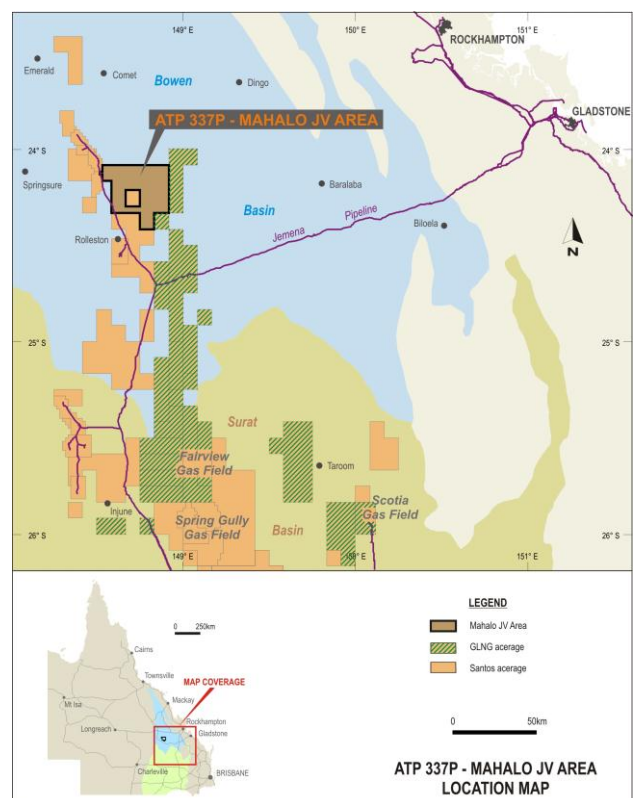 149° E
150° E
151° E
ROCKHAMPTON
Emerald
Comet
Bowen
Dingo
GLADSTONE
ATP 337P - MAHALO JV AREA
24° S
24° S
Springsure
Baralaba
Basin
Biloela
Jemena Pipeline
Rolleston
N
25° S
25° S
Surat
Fairview
Gas Field
Taroom
Scotia
Gas Field
Injune
Spring Gully
Gas Field
Basin
26° S
26° S
149° E
150° E
151° E
LEGEND
Mahalo JV Area
GLNG acerage
Santos acerage
0 50km
ATP 337P - MAHALO JV AREA
LOCATION MAP
0 250km
Cairns
Townsville
MAP COVERAGE
Mt Isa
Mackay
Longreach
Rockhampton
Gladstone
Charleville
BRISBANE